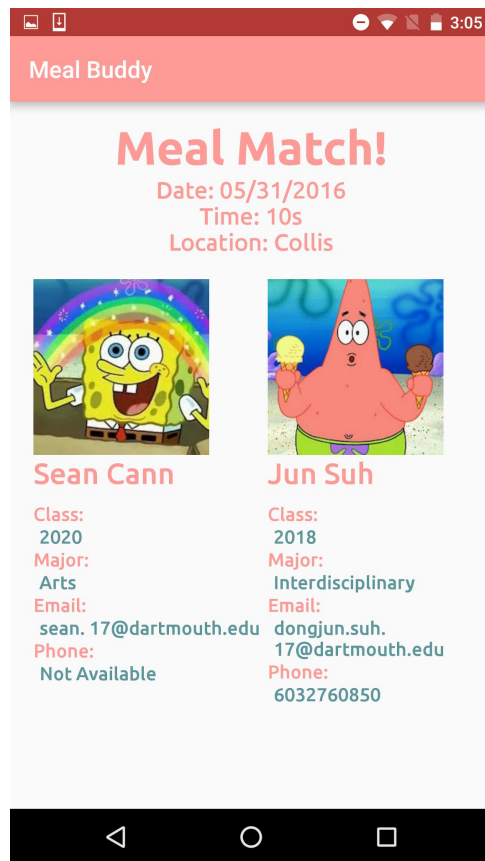 3:05
Meal Buddy
Meal Match!
Date: 05/31/2016
Time: 10s
Location: Collis
Sean Cann
Class:
2020
Major:
Arts
Email:
sean. 17@dartmouth.edu
Phone:
Not Available
Jun Suh
Class:
2018
Major:
Interdisciplinary
Email:
dongjun.suh.
17@dartmouth.edu
Phone:
6032760850